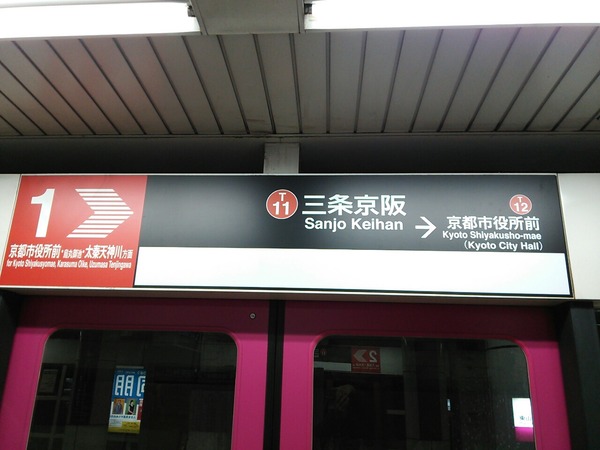 1
京都市役所前・烏丸御池・太秦天神川方面
for Kyoto Shiyakusyomae, Karasuma Oike, Uzumasa Tenjingawa
T
11
三条京阪
Sanjo Keihan
→
T
12
京都市役所前
Kyoto Shiyakusho-mae
(Kyoto City Hall)
2